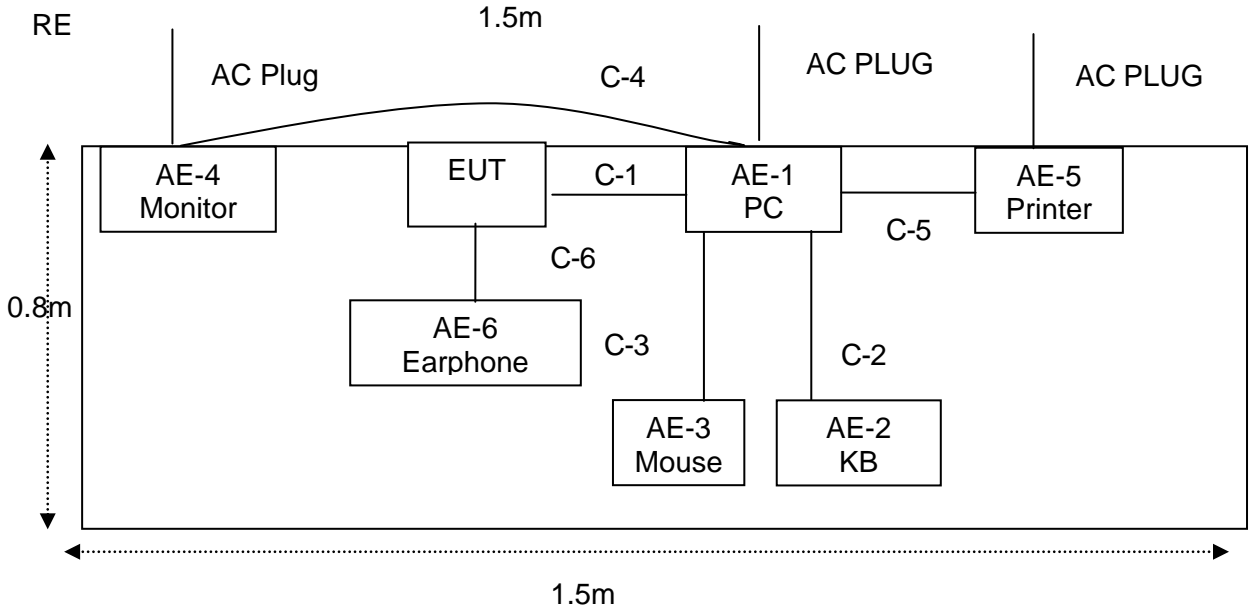 RE
1.5m
AC Plug
C-4
AC PLUG
AC PLUG
AE-4
Monitor
EUT
C-1
AE-1
PC
AE-5
Printer
C-5
C-6
0.8m
AE-6
Earphone
C-3
C-2
AE-3
Mouse
AE-2
KB
1.5m